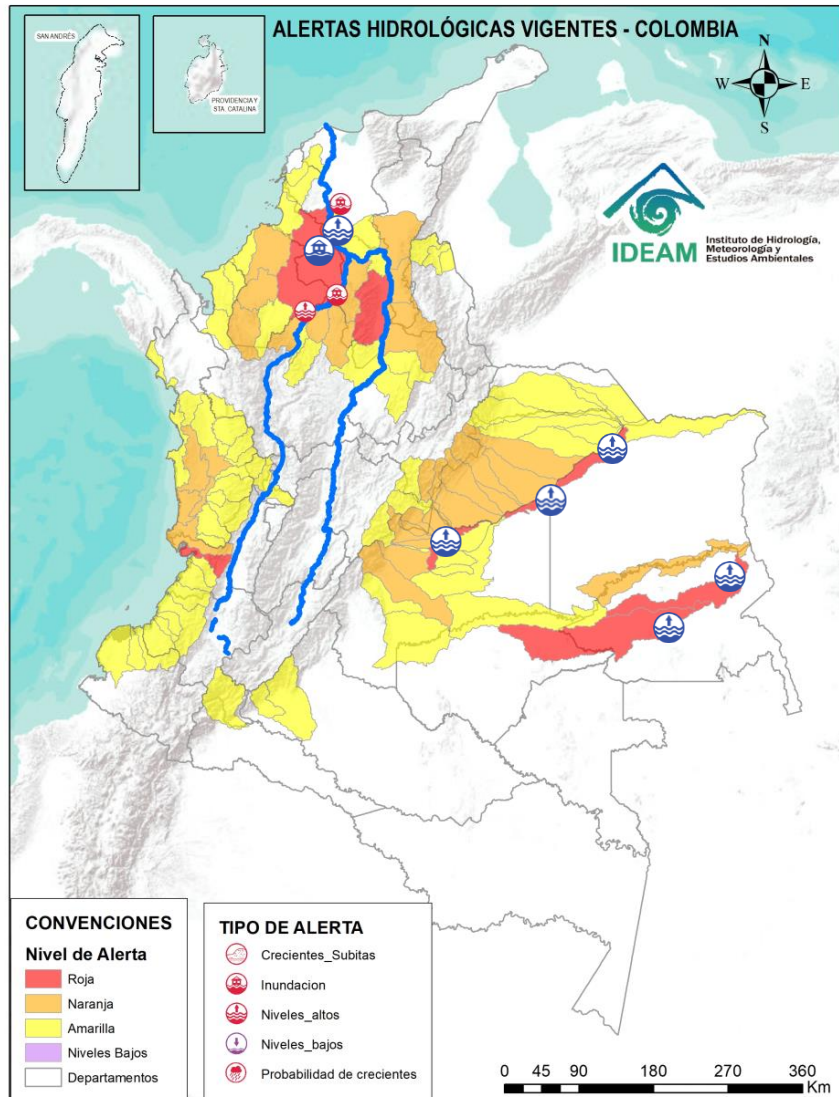 ALERTAS HIDROLÓGICAS VIGENTES - COLOMBIA
SAN ANDRÉS
PROVIDENCIA Y
STA. CATALINA
N
W
E
S
IDEAM
Instituto de Hidrología,
Meteorología y
Estudios Ambientales
CONVENCIONES
Nivel de Alerta
Roja
Naranja
Amarilla
Niveles Bajos
Departamentos
TIPO DE ALERTA
Crecientes_Subitas
Inundacion
Niveles_altos
Niveles_bajos
Probabilidad de crecientes
0 45 90 180 270 360
Km